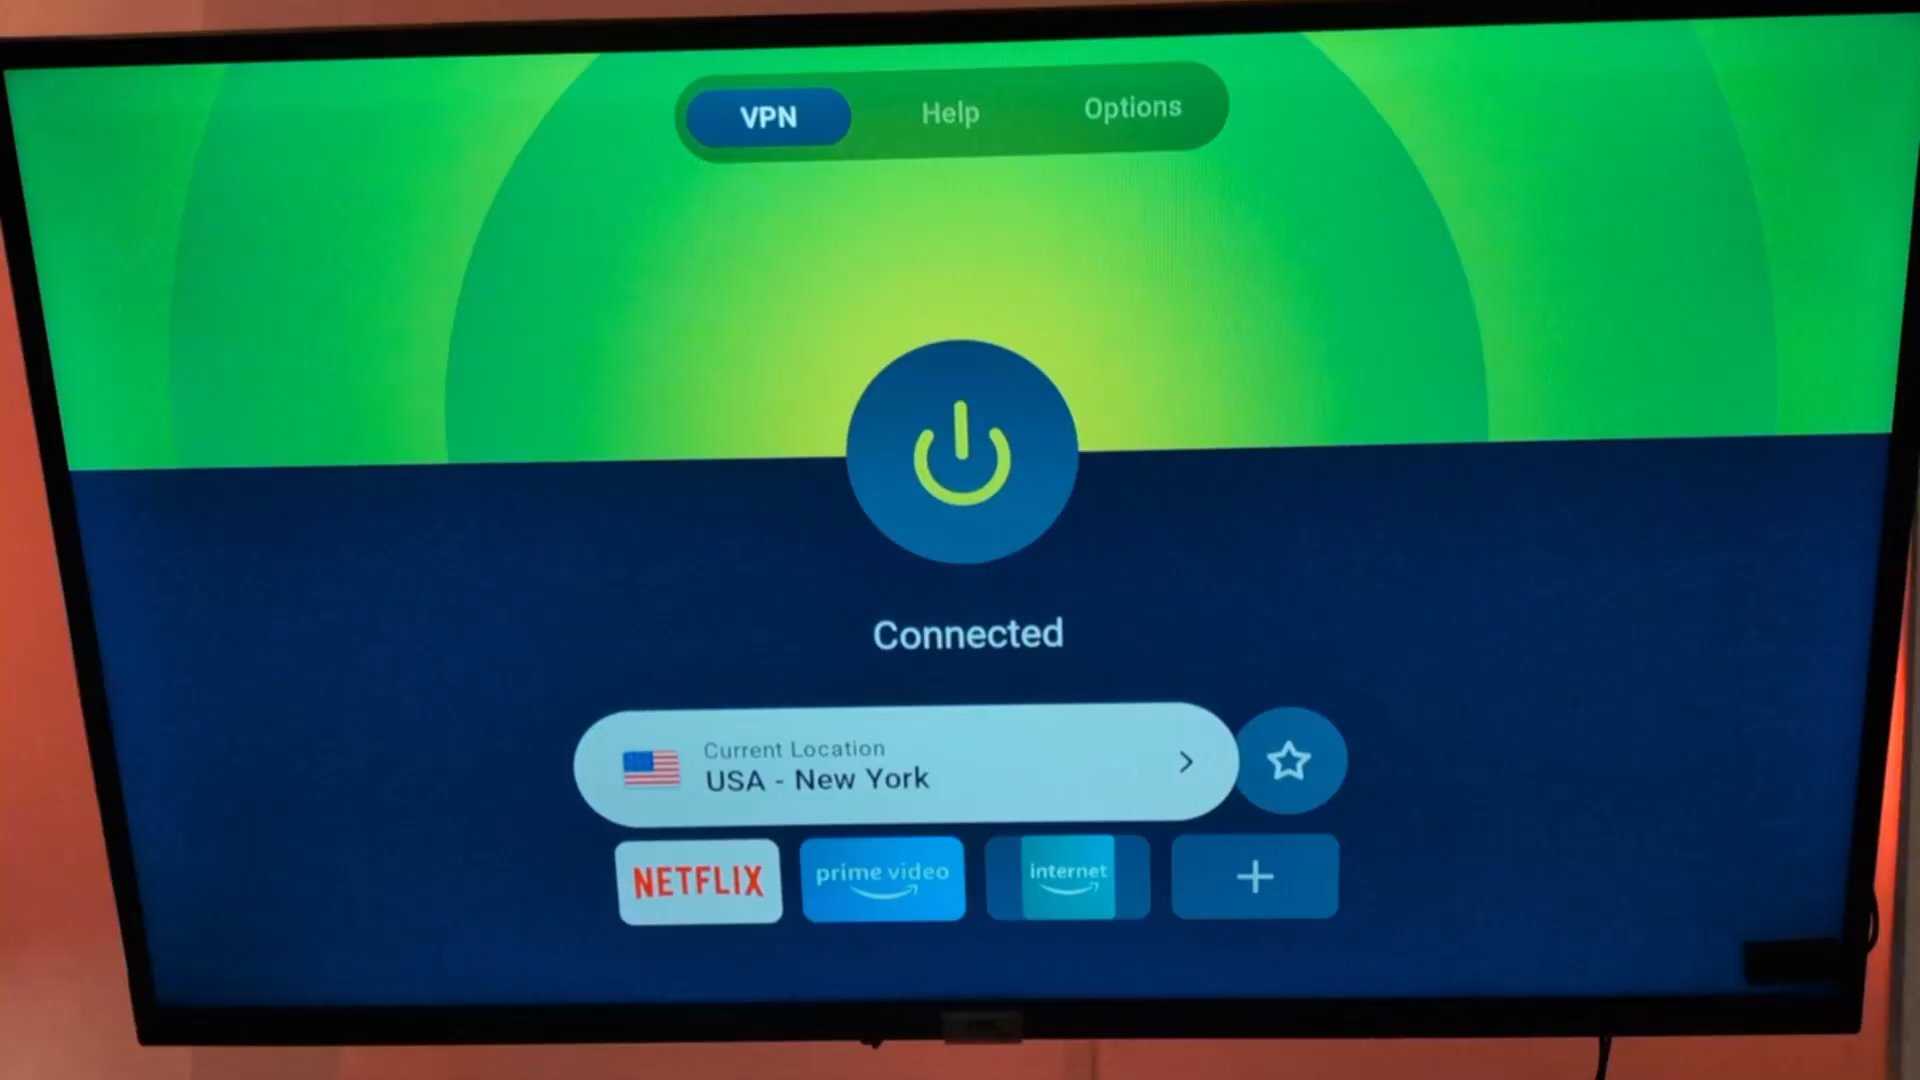 VPN
Help
Options
Connected
Current Location
USA - New York
NETFLIX
prime video
internet